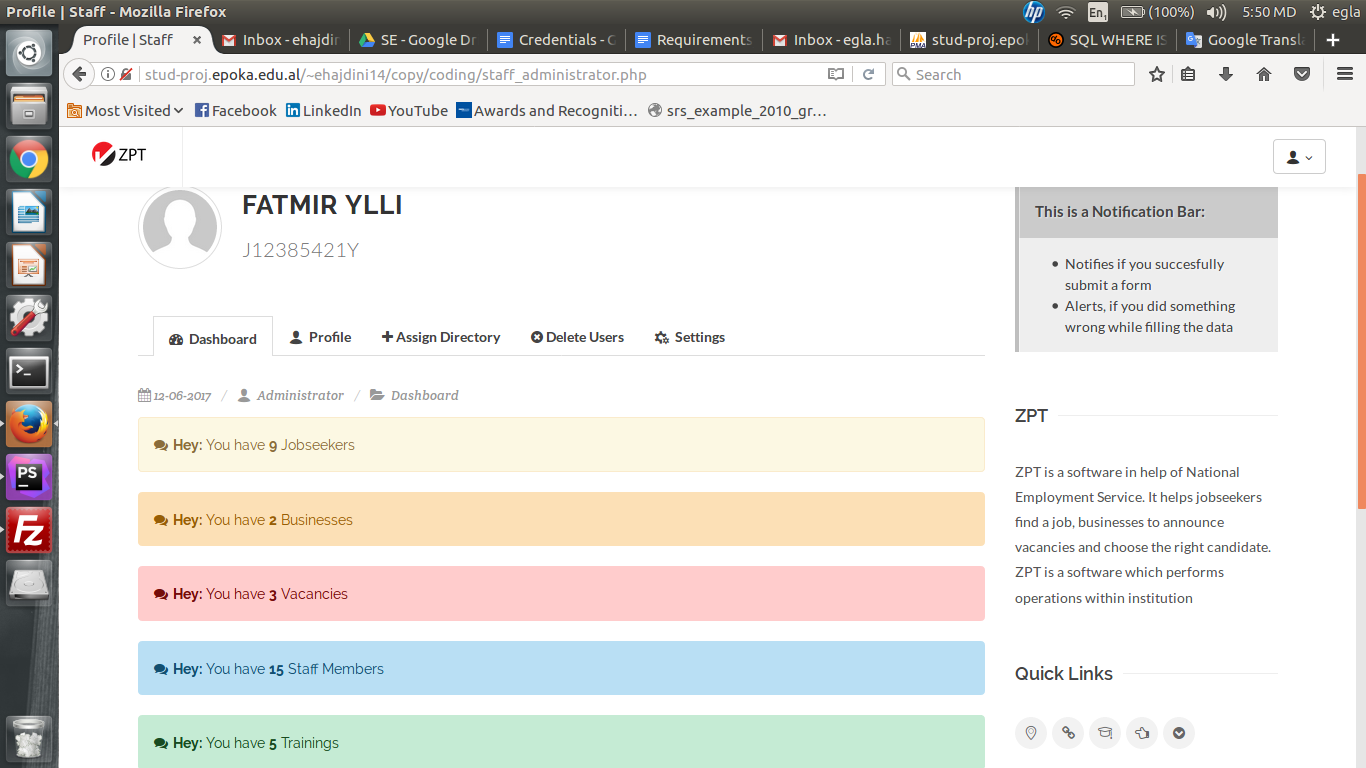 Profile | Staff - Mozilla Firefox
hp
En1
(100%)
5:50 MD
egla
Profile | Staff
Inbox - ehajdin
SE - Google Dr
Credentials - G
Requirements
Inbox - egla.ha
stud-proj.epok
SQL WHERE IS
Google Transla
stud-proj.epoka.edu.al/~ehajdini14/copy/coding/staff_administrator.php
Search
Most Visited
Facebook
LinkedIn
YouTube
Awards and Recogniti...
srs_example_2010_gr...
ZPT
FATMIR YLLI
J12385421Y
Dashboard
Profile
Assign Directory
Delete Users
Settings
12-06-2017 / Administrator / Dashboard
Hey: You have 9 Jobseekers
Hey: You have 2 Businesses
Hey: You have 3 Vacancies
Hey: You have 15 Staff Members
Hey: You have 5 Trainings
This is a Notification Bar:
Notifies if you succesfully
submit a form
Alerts, if you did something
wrong while filling the data
ZPT
ZPT is a software in help of National
Employment Service. It helps jobseekers
find a job, businesses to announce
vacancies and choose the right candidate.
ZPT is a software which performs
operations within institution
Quick Links
PS
Fz